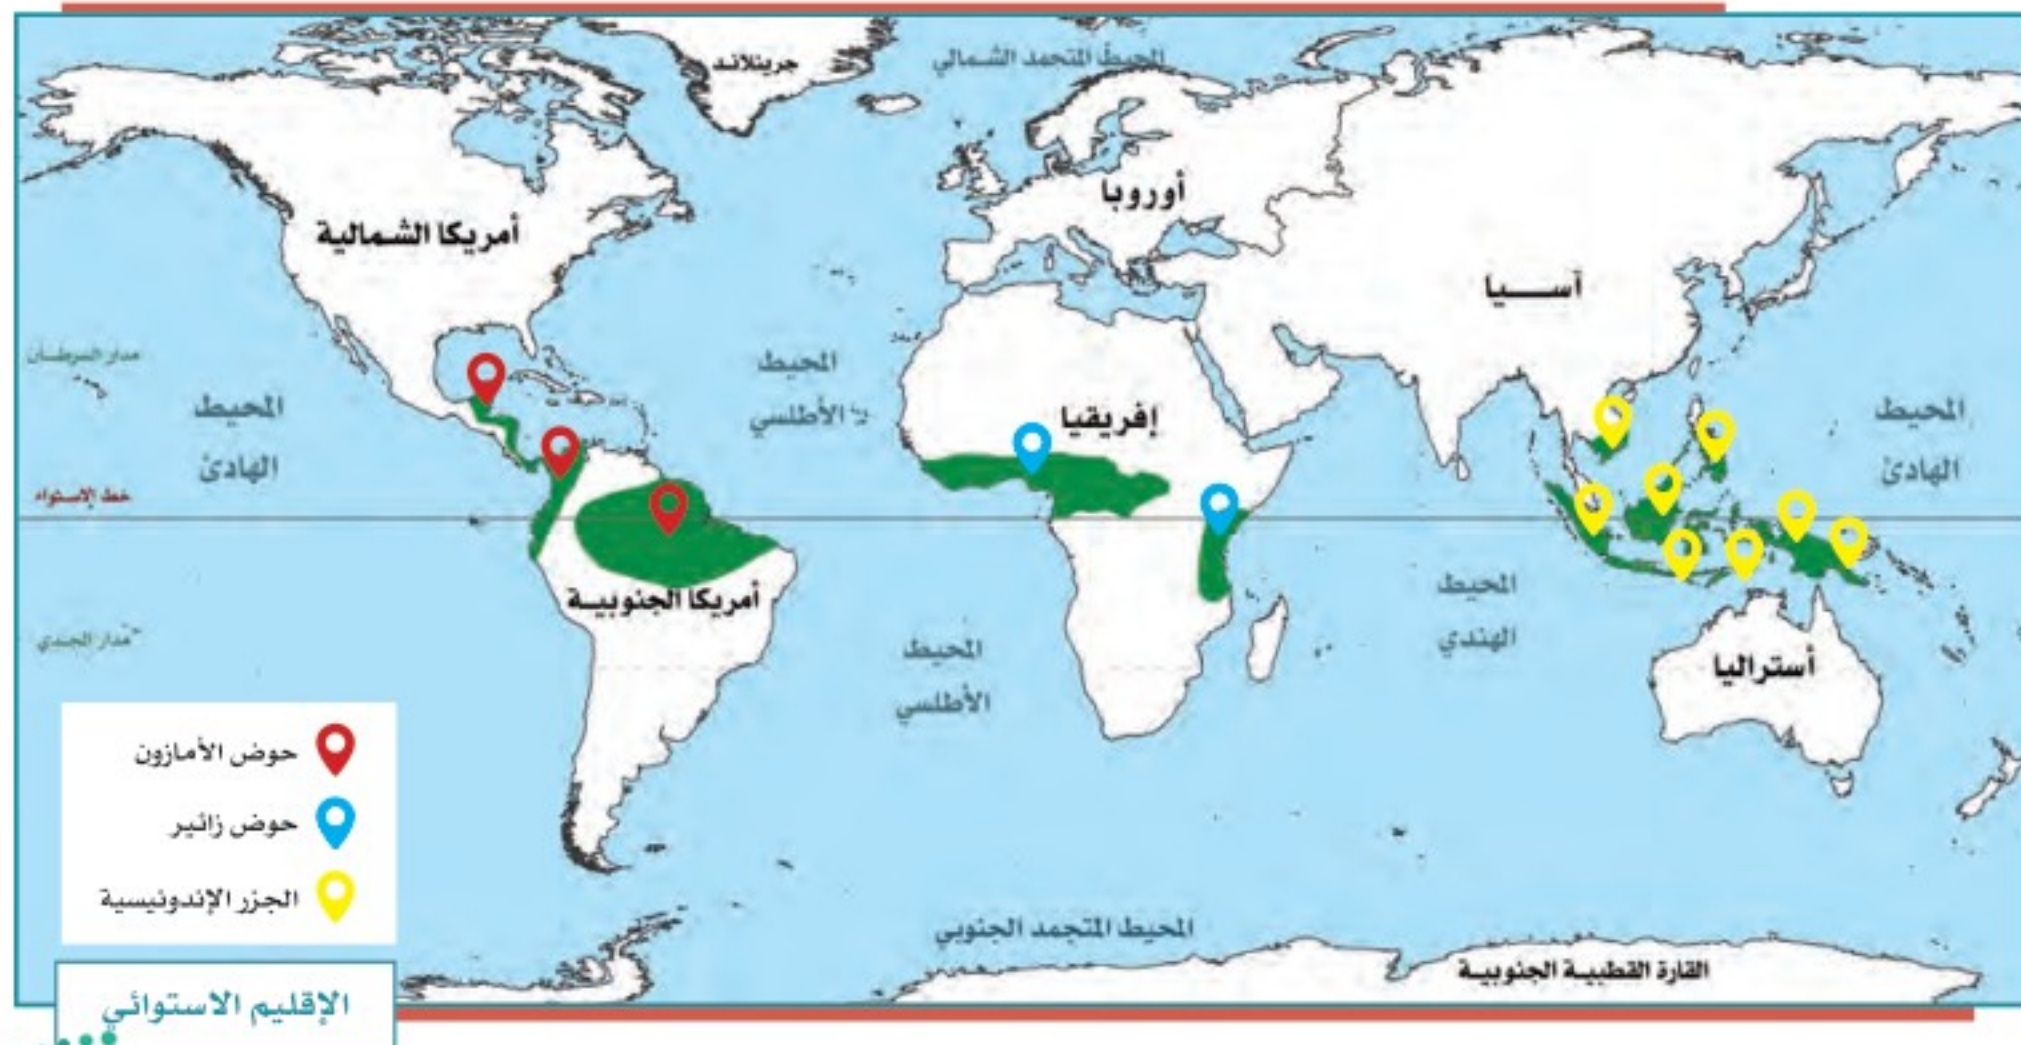 جرينلاند
المحيط المتجمد الشمالي
أوروبا
أمريكا الشمالية
آســـيا
مدار السرطان
المحيط
الهادئ
المحيط
الأطلسي
إفريقيا
المحيط
الهادئ
خط الاستواء
المحيط
الهندي
أمريكا الجنوبية
مدار الجدي
المحيط
الأطلسي
أستراليا
حوض الأمازون
حوض زائير
الجزر الإندونيسية
المحيط المتجمد الجنوبي
القارة القطبية الجنوبية
الإقليم الاستوائي